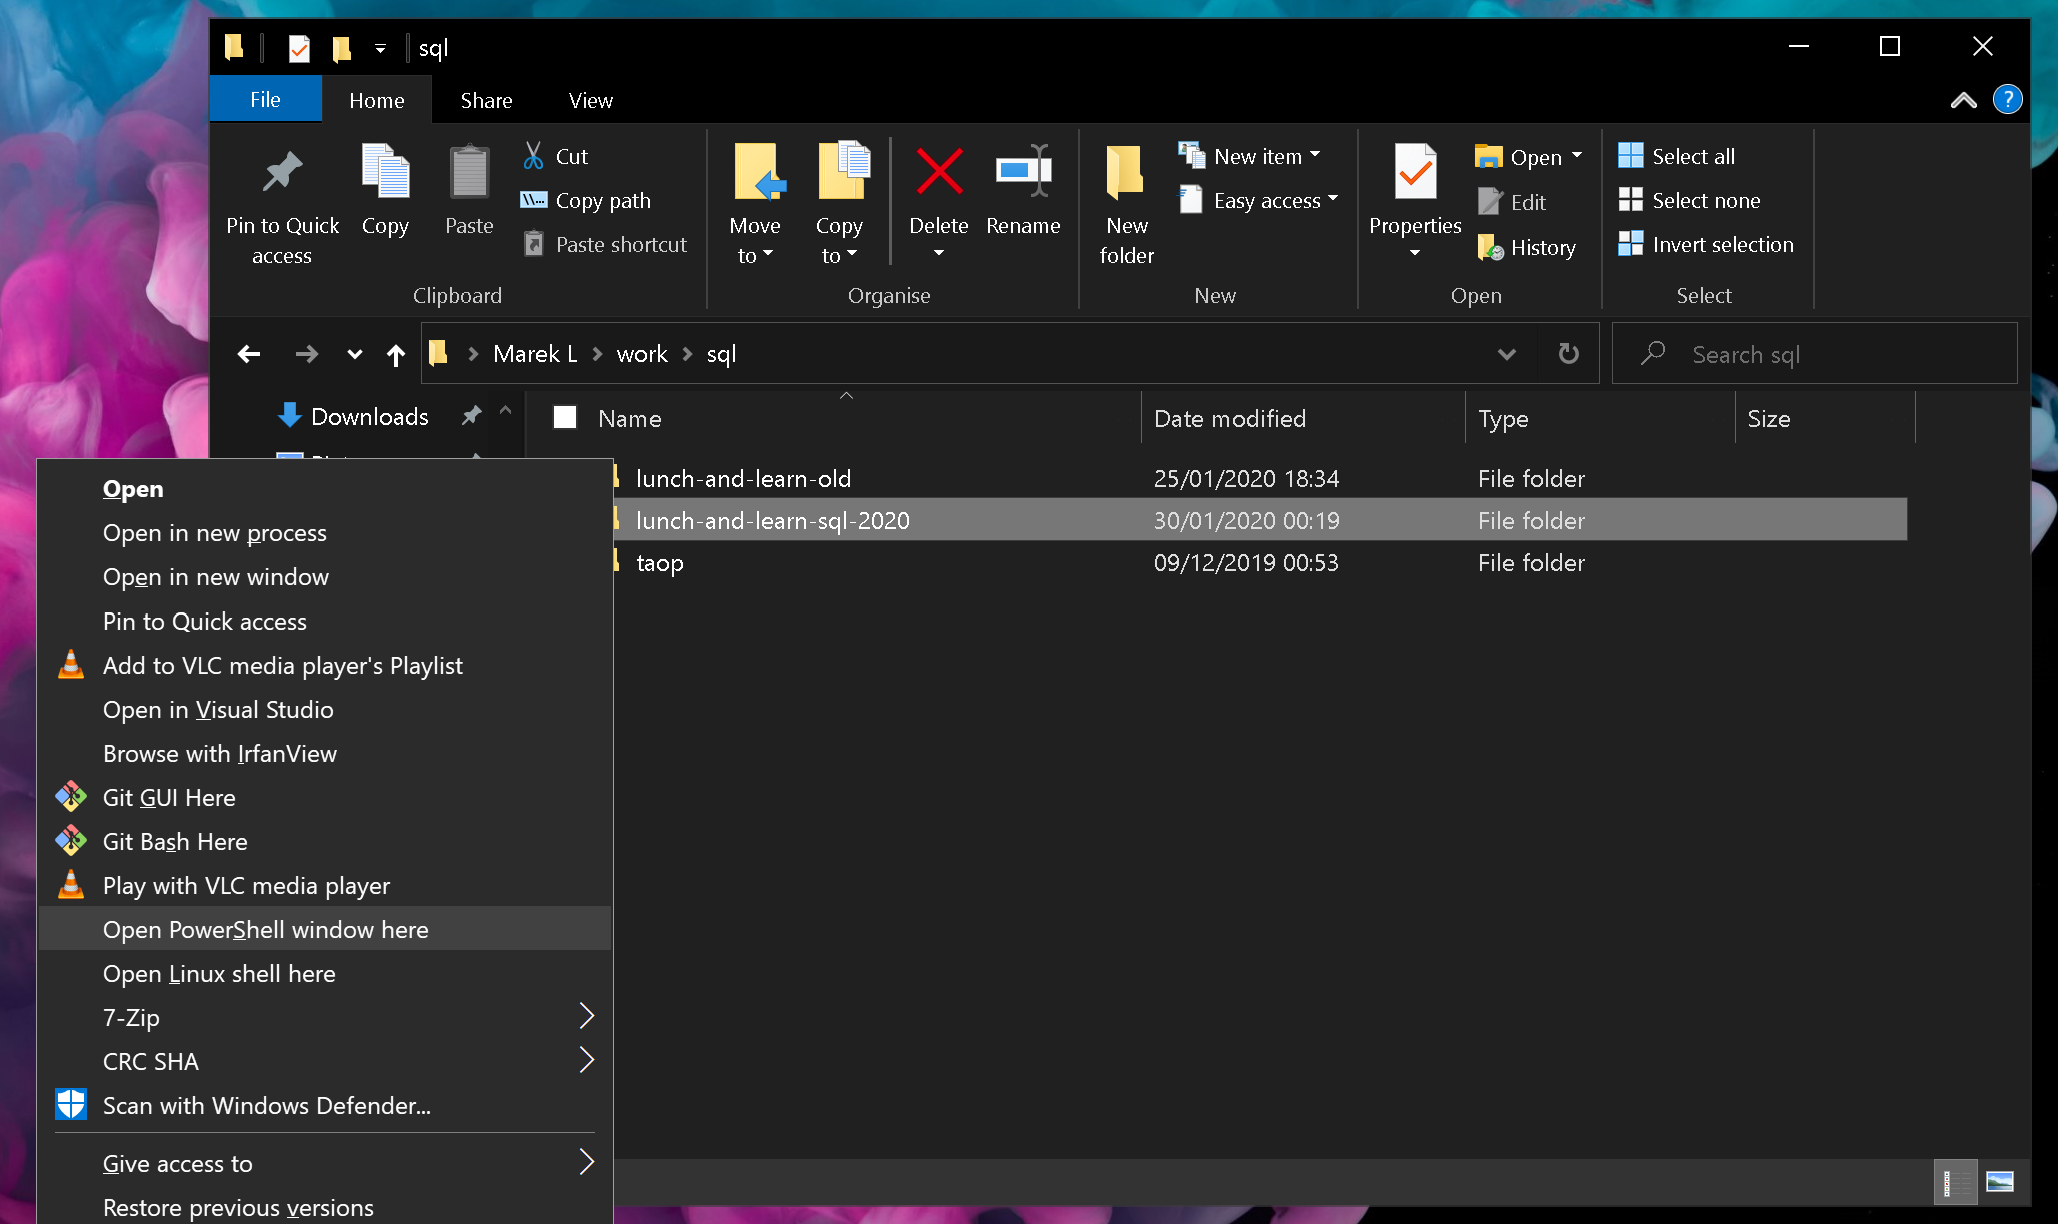 sql
File Home Share View
Pin to Quick access
Copy
Paste
Cut
Copy path
Paste shortcut
Clipboard
Move to
Copy to
Delete
Rename
Organise
New folder
New item
Easy access
New
Properties
Open
Edit
History
Open
Select all
Select none
Invert selection
Select
Marek L > work > sql
Search sql
Downloads
Name Date modified Type Size
lunch-and-learn-old 25/01/2020 18:34 File folder
lunch-and-learn-sql-2020 30/01/2020 00:19 File folder
taop 09/12/2019 00:53 File folder
Open
Open in new process
Open in new window
Pin to Quick access
Add to VLC media player's Playlist
Open in Visual Studio
Browse with IrfanView
Git GUI Here
Git Bash Here
Play with VLC media player
Open PowerShell window here
Open Linux shell here
7-Zip
CRC SHA
Scan with Windows Defender...
Give access to
Restore previous versions